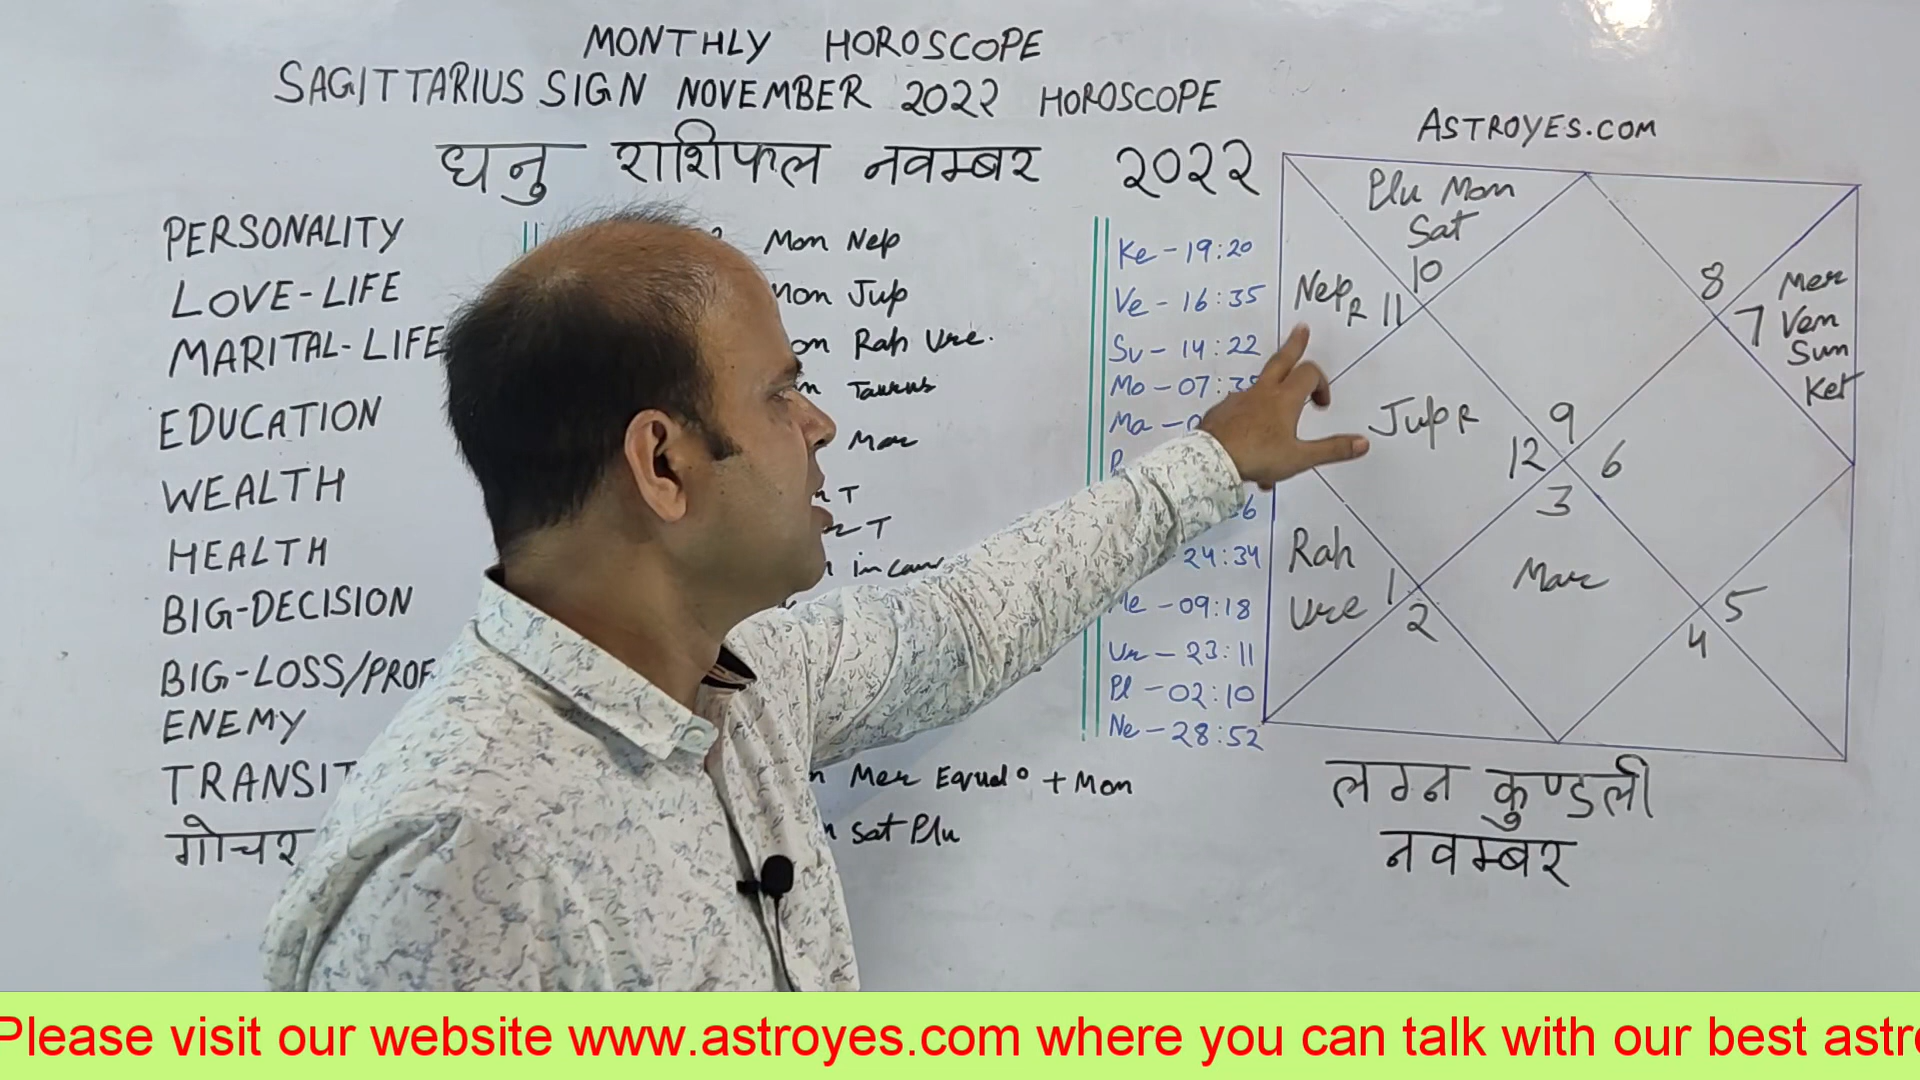 MONTHLY HOROSCOPE
SAGITTARIUS SIGN NOVEMBER 2022 HOROSCOPE
धनु राशिफल नवम्बर २०२२
PERSONALITY
LOVE-LIFE
MARITAL-LIFE
EDUCATION
WEALTH
HEALTH
BIG-DECISION
BIG-LOSS/PROF
ENEMY
TRANSIT
गोचर
Mon Nep
Mon Jup
on Rah Ure.
Taurus
Mar
T
T
in
Mer Equal° + Mon
Sat Plu
Ke - 19:20
Ve - 16:35
Su - 14:22
Mo - 07:35
Ma -
24:34
Me - 09:18
Ur - 23:11
Pl - 02:10
Ne - 28:52
ASTROYES.COM
Plu Mon
Sat
10
Nep R 11
8
7
Mer
Ven
Sun
Ket
Jup R
9
12
6
3
Rah
Ure
1
2
Mar
5
4
लग्न कुण्डली
नवम्बर
Please visit our website www.astroyes.com where you can talk with our best astro